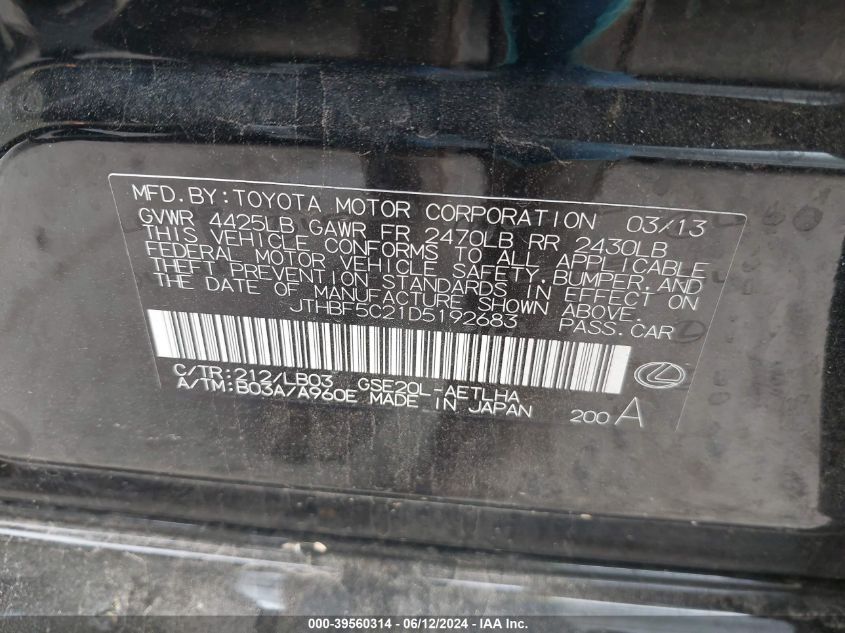 MFD. BY: TOYOTA MOTOR CORPORATION 03/13
GVWR 4425LB GAWR FR 2470LB RR 2430LB
THIS VEHICLE CONFORMS TO ALL APPLICABLE
FEDERAL MOTOR VEHICLE SAFETY, BUMPER, AND
THEFT PREVENTION STANDARDS IN EFFECT ON
THE DATE OF MANUFACTURE SHOWN ABOVE.
JTHBF5C21D5192683 PASS. CAR
C/TR: 212/LB03 GSE20L-AETLHA
A/TM: B03A/A960E MADE IN JAPAN 200 A
000-39560314 - 06/12/2024 - IAA Inc.